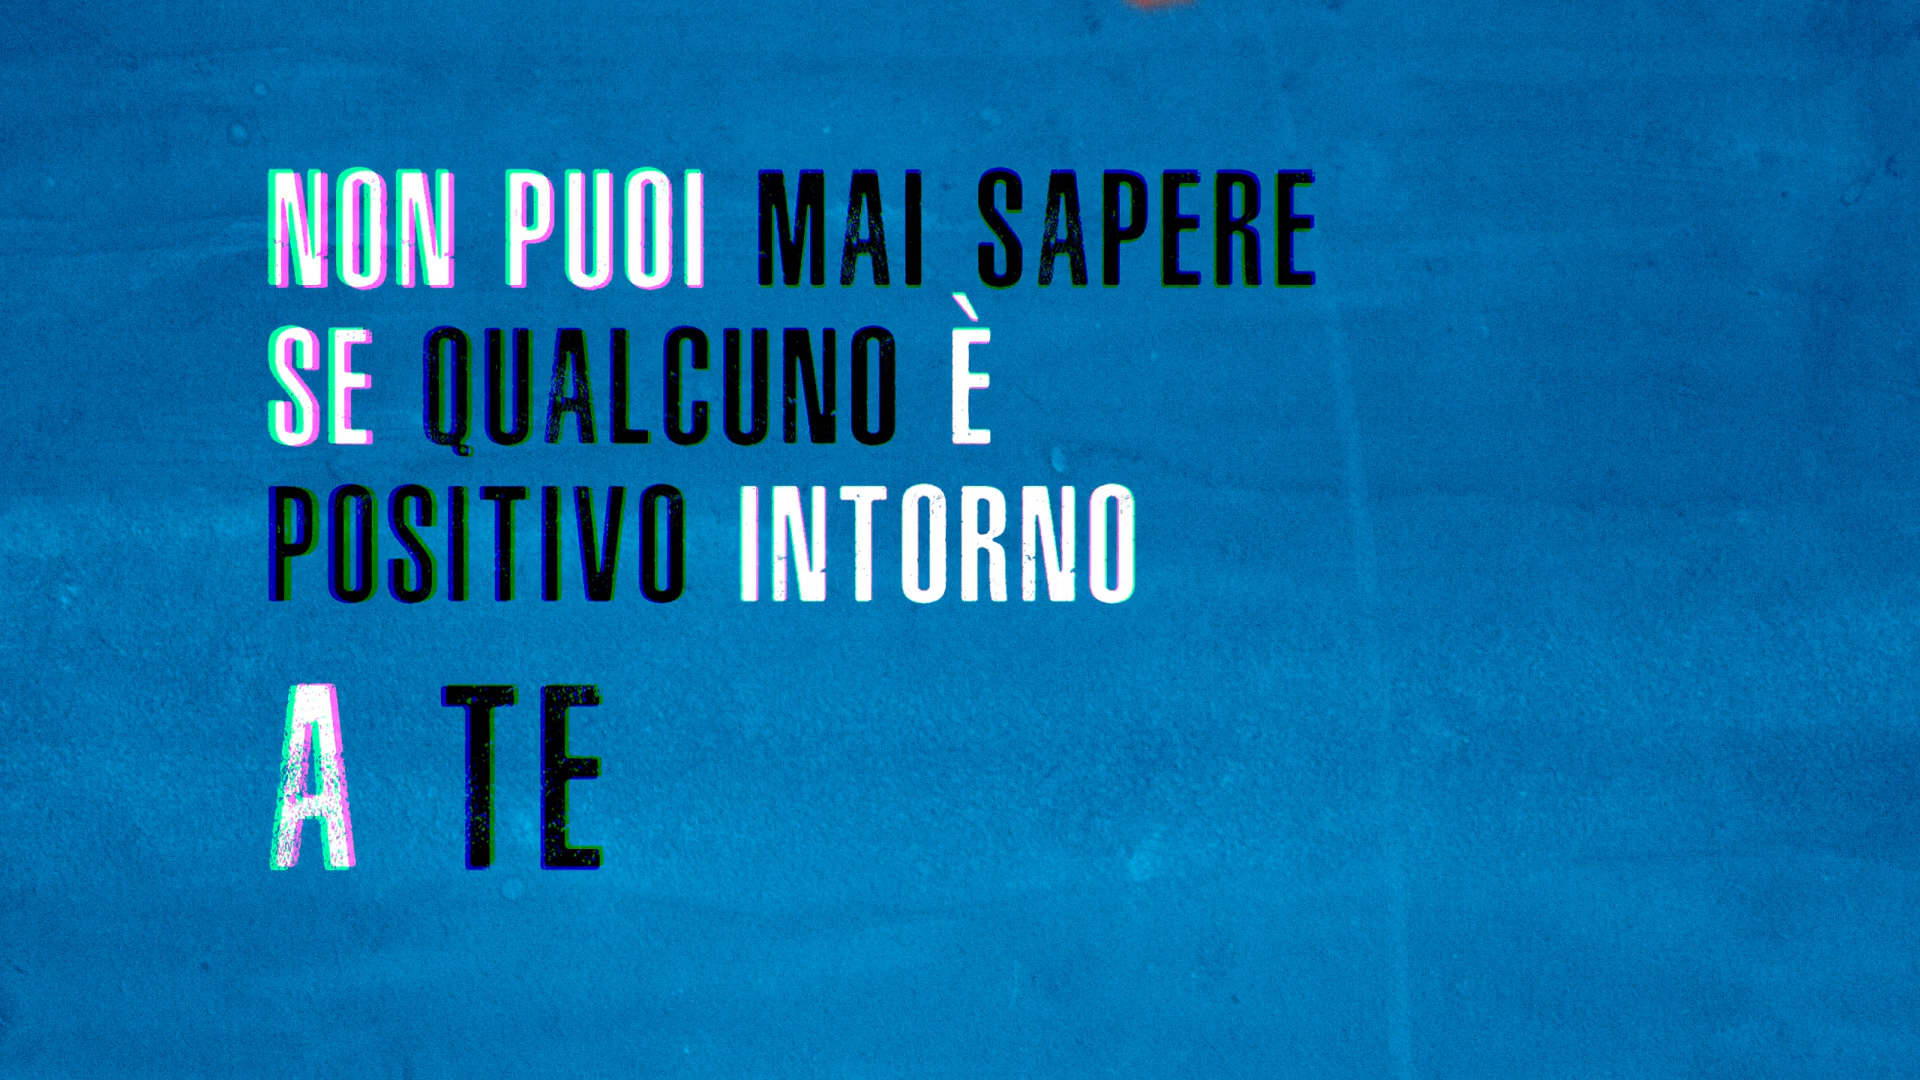 NON PUOI MAI SAPERE
SE QUALCUNO È
POSITIVO INTORNO
A TE